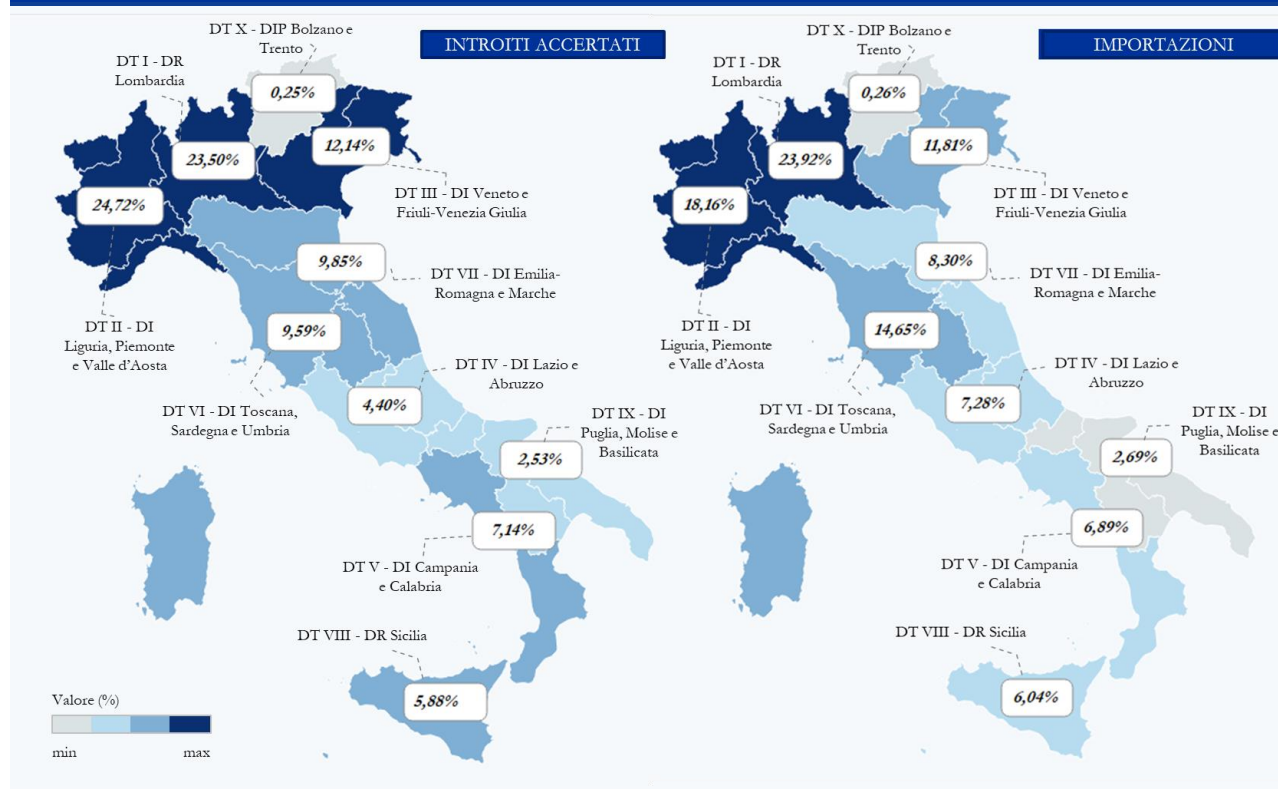 INTROITI ACCERTATI
DT X - DIP Bolzano e
Trento
DT I - DR
Lombardia
0,25%
12,14%
23,50%
24,72%
DT III - DI Veneto e
Friuli-Venezia Giulia
9,85%
DT VII - DI Emilia-
Romagna e Marche
9,59%
DT II - DI
Liguria, Piemonte
e Valle d'Aosta
DT IV - DI Lazio e
Abruzzo
4,40%
DT VI - DI Toscana,
Sardegna e Umbria
DT IX - DI
Puglia, Molise e
Basilicata
2,53%
7,14%
DT V - DI Campania
e Calabria
DT VIII - DR Sicilia
5,88%
Valore (%)
min max
IMPORTAZIONI
DT X - DIP Bolzano e
Trento
DT I - DR
Lombardia
0,26%
11,81%
23,92%
18,16%
DT III - DI Veneto e
Friuli-Venezia Giulia
8,30%
DT VII - DI Emilia-
Romagna e Marche
14,65%
DT II - DI
Liguria, Piemonte
e Valle d'Aosta
DT IV - DI Lazio e
Abruzzo
7,28%
DT VI - DI Toscana,
Sardegna e Umbria
DT IX - DI
Puglia, Molise e
Basilicata
2,69%
6,89%
DT V - DI Campania
e Calabria
DT VIII - DR Sicilia
6,04%